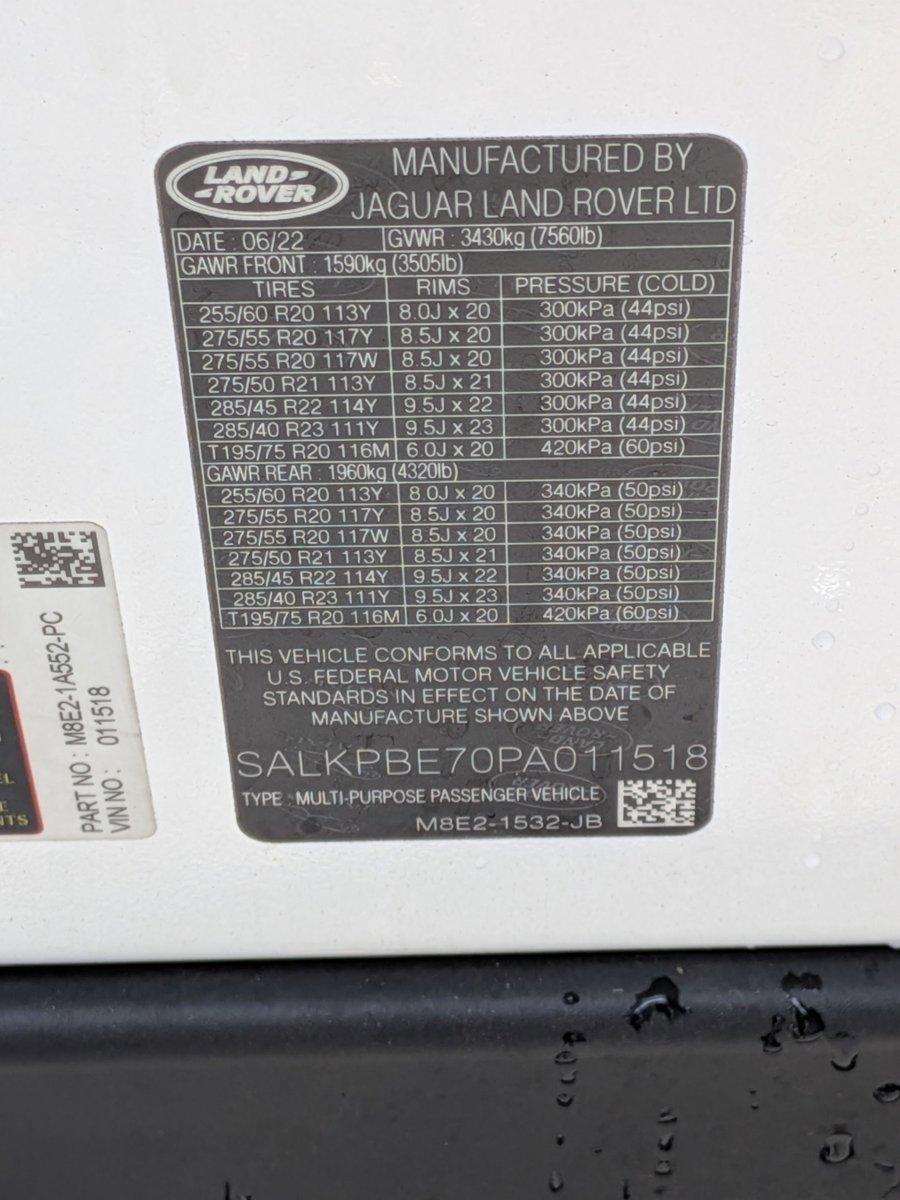 LAND-
-ROVER
MANUFACTURED BY
JAGUAR LAND ROVER LTD
DATE : 06/22 GVWR : 3430kg (7560lb)
GAWR FRONT : 1590kg (3505lb)
TIRES RIMS PRESSURE (COLD)
255/60 R20 113Y 8.0J x 20 300kPa (44psi)
275/55 R20 117Y 8.5J x 20 300kPa (44psi)
275/55 R20 117W 8.5J x 20 300kPa (44psi)
275/50 R21 113Y 8.5J x 21 300kPa (44psi)
285/45 R22 114Y 9.5J x 22 300kPa (44psi)
285/40 R23 111Y 9.5J x 23 300kPa (44psi)
T195/75 R20 116M 6.0J x 20 420kPa (60psi)
GAWR REAR : 1960kg (4320lb)
255/60 R20 113Y 8.0J x 20 340kPa (50psi)
275/55 R20 117Y 8.5J x 20 340kPa (50psi)
275/55 R20 117W 8.5J x 20 340kPa (50psi)
275/50 R21 113Y 8.5J x 21 340kPa (50psi)
285/45 R22 114Y 9.5J x 22 340kPa (50psi)
285/40 R23 111Y 9.5J x 23 340kPa (50psi)
T195/75 R20 116M 6.0J x 20 420kPa (60psi)
THIS VEHICLE CONFORMS TO ALL APPLICABLE
U.S. FEDERAL MOTOR VEHICLE SAFETY
STANDARDS IN EFFECT ON THE DATE OF
MANUFACTURE SHOWN ABOVE
SALKPBE70PA011518
TYPE : MULTI-PURPOSE PASSENGER VEHICLE
M8E2-1532-JB
PART NO : M8E2-1A552-PC
VIN NO : 011518